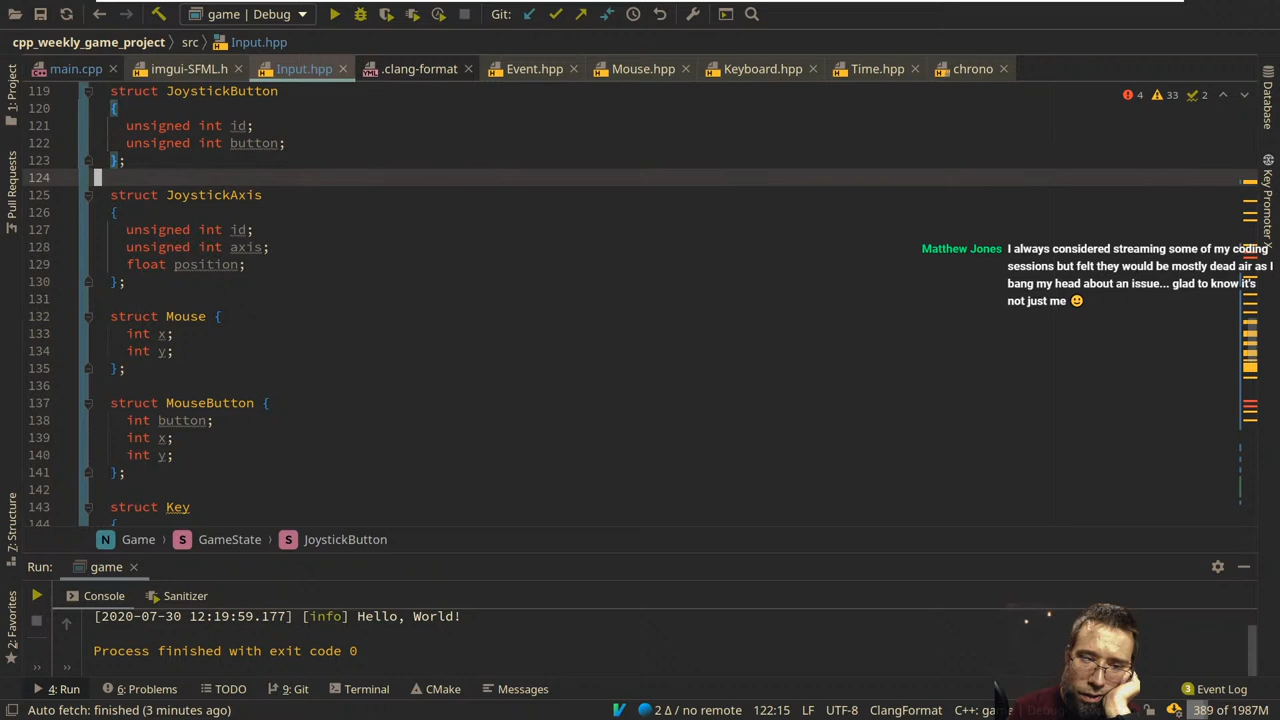 game | Debug
Git:
cpp_weekly_game_project
src
Input.hpp
main.cpp
imgui-SFML.h
Input.hpp
.clang-format
Event.hpp
Mouse.hpp
Keyboard.hpp
Time.hpp
chrono
1: Project
Pull Requests
7: Structure
2: Favorites
Database
Key Promoter X
4
33
2
119 struct JoystickButton
120 {
121 unsigned int id;
122 unsigned int button;
123 };
124
125 struct JoystickAxis
126 {
127 unsigned int id;
128 unsigned int axis;
129 float position;
130 };
131
132 struct Mouse {
133 int x;
134 int y;
135 };
136
137 struct MouseButton {
138 int button;
139 int x;
140 int y;
141 };
142
143 struct Key
144 {
Matthew Jones I always considered streaming some of my coding
sessions but felt they would be mostly dead air as I
bang my head about an issue... glad to know it's
not just me
N Game
S GameState
S JoystickButton
Run:
game
Console
Sanitizer
[2020-07-30 12:19:59.177] [info] Hello, World!
Process finished with exit code 0
4: Run
6: Problems
TODO
9: Git
Terminal
CMake
Messages
3 Event Log
Auto fetch: finished (3 minutes ago)
2 Δ / no remote
122:15
LF
UTF-8
ClangFormat
C++: game | Debug
389 of 1987M